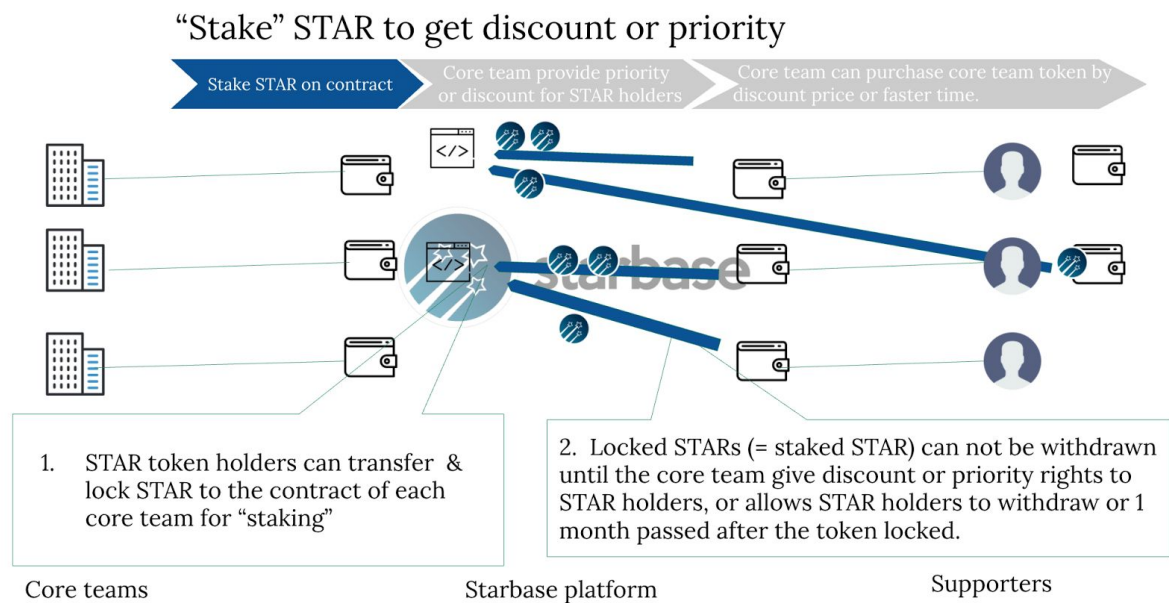 “Stake” STAR to get discount or priority
Stake STAR on contract
Core team provide priority
or discount for STAR holders
Core team can purchase core team token by
discount price or faster time.
</>
</>
starbase
1. STAR token holders can transfer &
lock STAR to the contract of each
core team for “staking”
2. Locked STARs (= staked STAR) can not be withdrawn
until the core team give discount or priority rights to
STAR holders, or allows STAR holders to withdraw or 1
month passed after the token locked.
Core teams
Starbase platform
Supporters